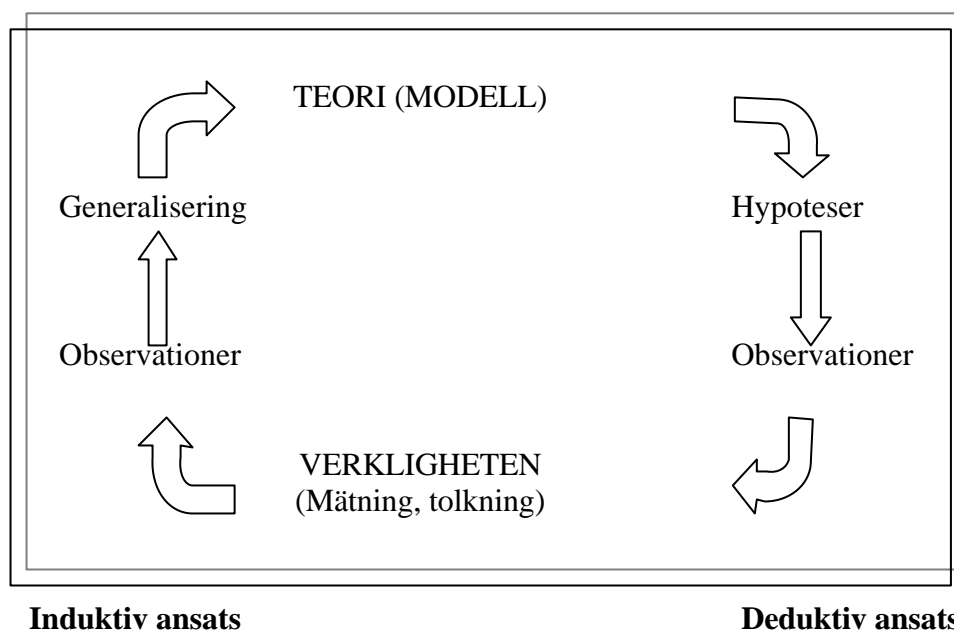 TEORI (MODELL)
Generalisering
Hypoteser
Observationer
Observationer
VERKLIGHETEN
(Mätning, tolkning)
Induktiv ansats
Deduktiv ansats